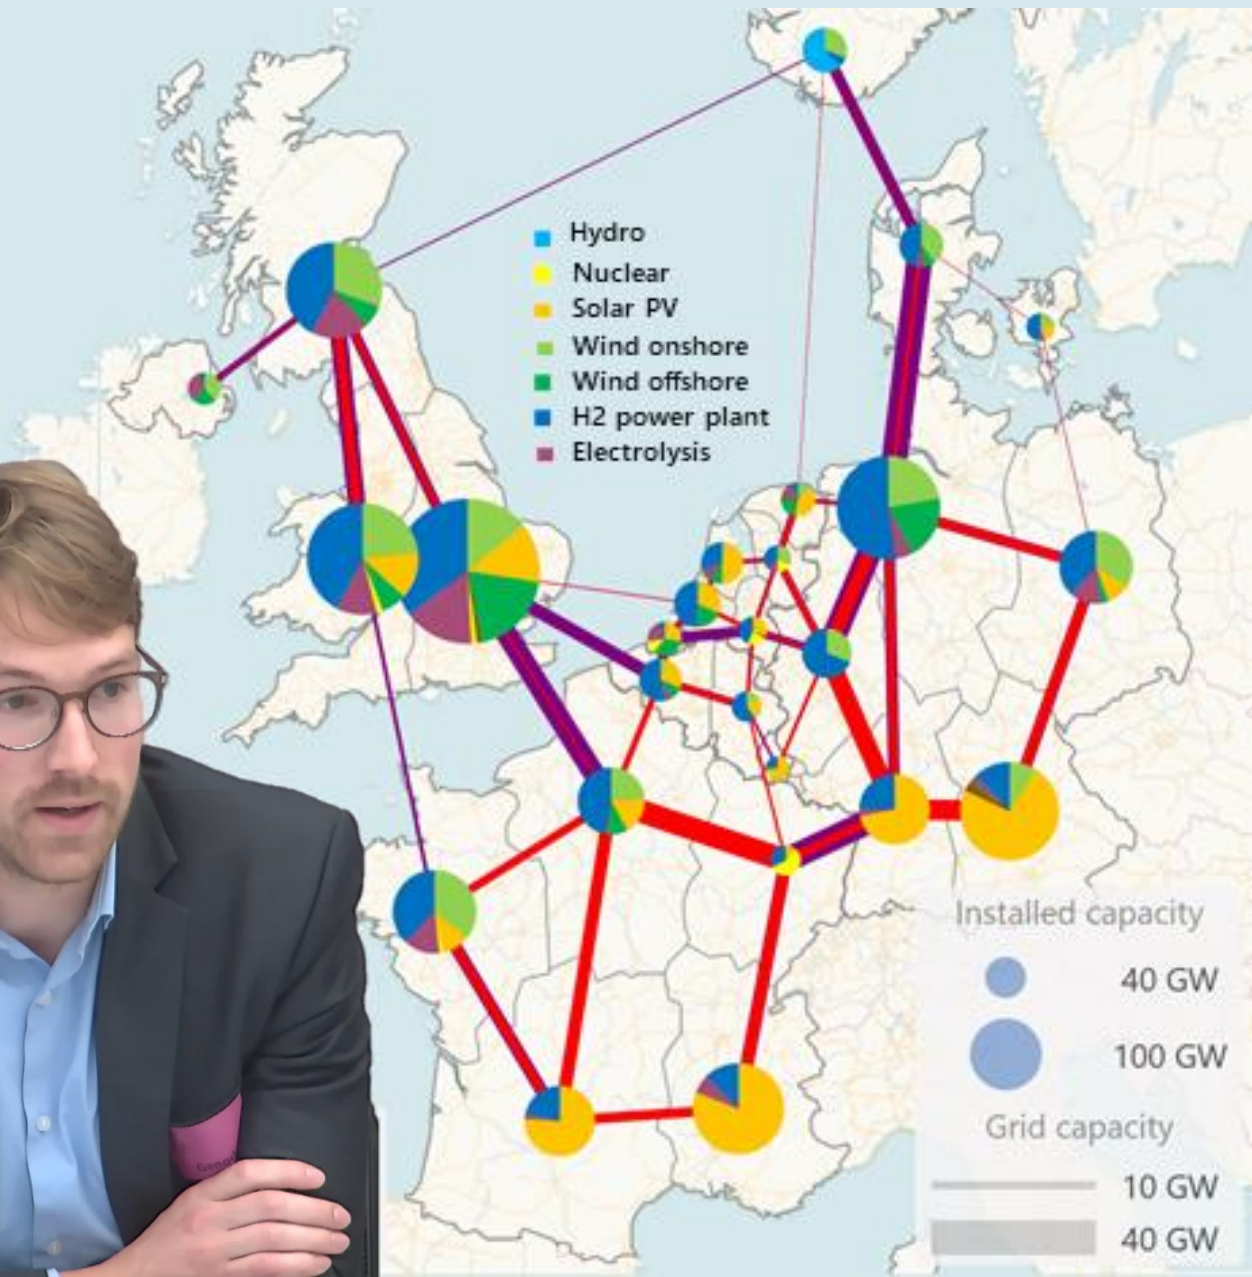 Hydro
Nuclear
Solar PV
Wind onshore
Wind offshore
H2 power plant
Electrolysis
Installed capacity
40 GW
100 GW
Grid capacity
10 GW
40 GW